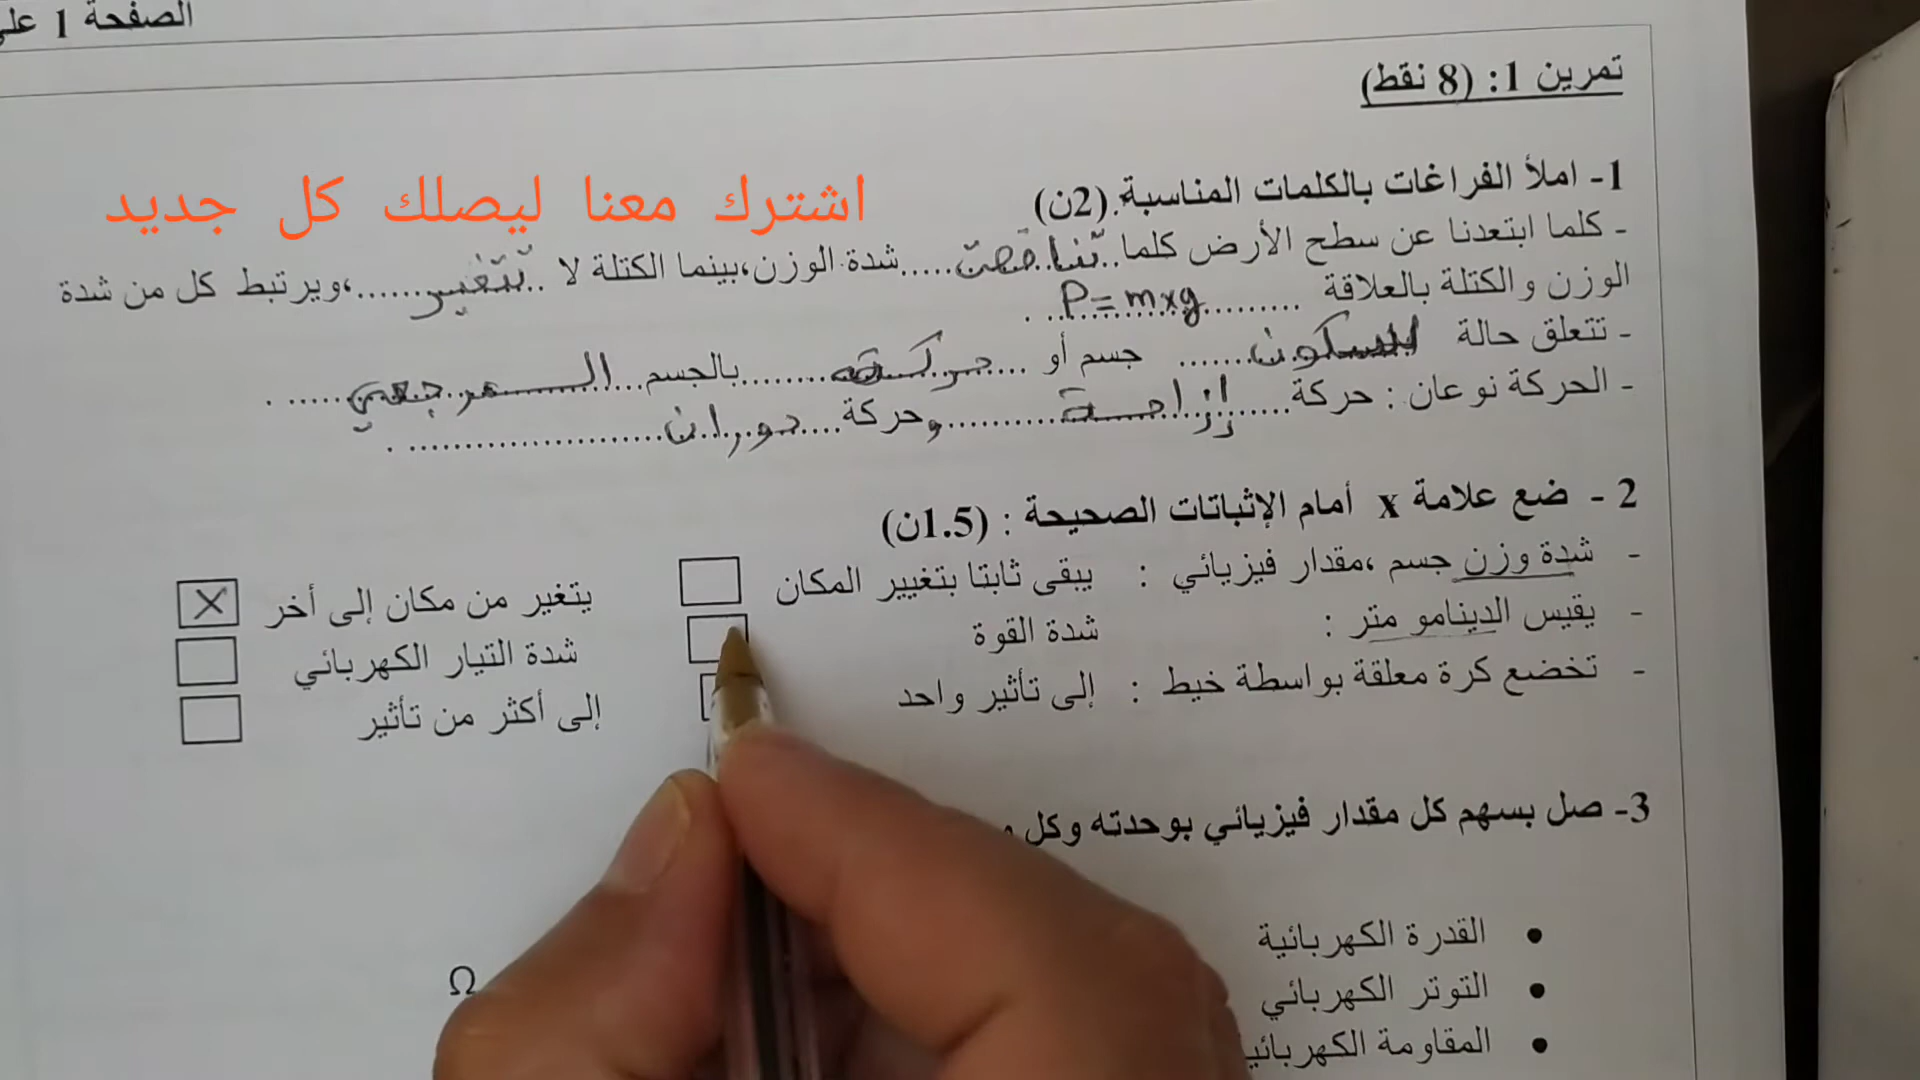 الصفحة 1 على
تمرين 1: (8 نقط)
1- املأ الفراغات بالكلمات المناسبة.(2ن)
اشترك معنا ليصلك كل جديد
- كلما ابتعدنا عن سطح الأرض كلما..تناقصت.....شدة الوزن،بينما الكتلة لا ..تتغير......،ويرتبط كل من شدة
الوزن والكتلة بالعلاقة .........P=m×g.... .
- تتعلق حالة السكون....... جسم أو ...حركة........بالجسم...المرجعي..... .
- الحركة نوعان : حركة.....إزاحة.........وحركة....دوران....................... .
2 - ضع علامة x أمام الإثباتات الصحيحة : (1.5ن)
- شدة وزن جسم ،مقدار فيزيائي : يبقى ثابتا بتغيير المكان يتغير من مكان إلى أخر X
- يقيس الدينامو متر : شدة القوة شدة التيار الكهربائي
- تخضع كرة معلقة بواسطة خيط : إلى تأثير واحد إلى أكثر من تأثير
3- صل بسهم كل مقدار فيزيائي بوحدته وكل
• القدرة الكهربائية
Ω
• التوتر الكهربائي
• المقاومة الكهربائية